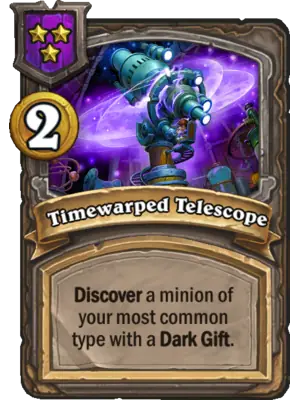 2
Timewarped Telescope
Discover a minion of
your most common
type with a Dark Gift.